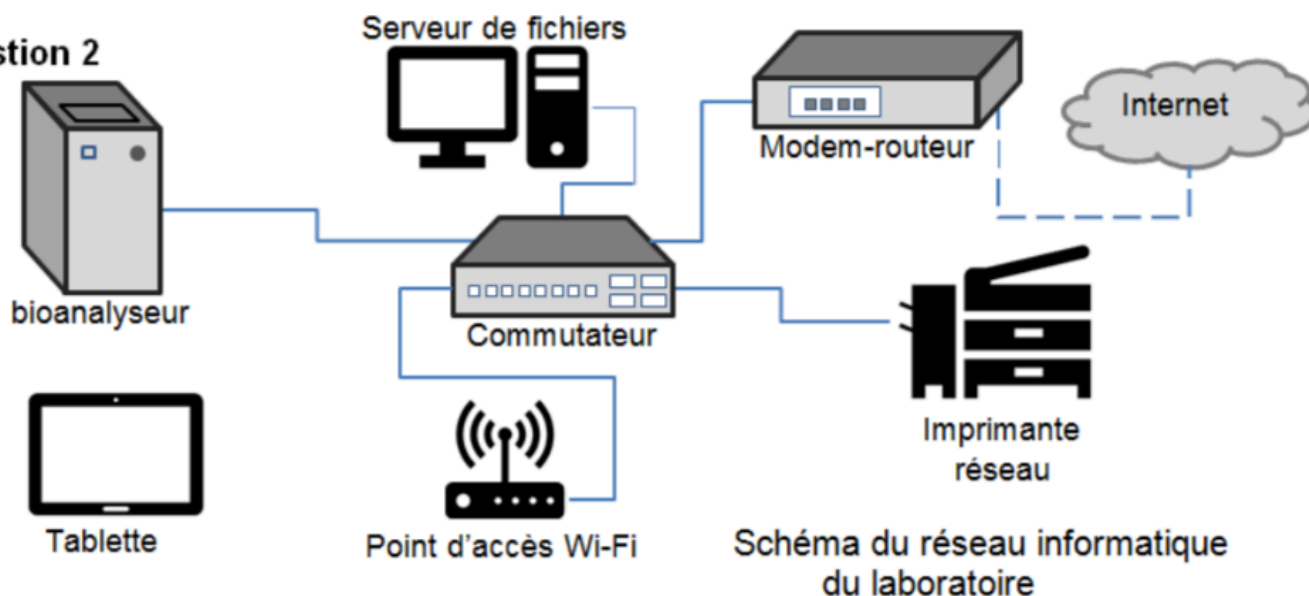 Serveur de fichiers
stion 2
Internet
Modem-routeur
bioanalyseur
Commutateur
Imprimante
réseau
Tablette
Point d'accès Wi-Fi
Schéma du réseau informatique
du laboratoire